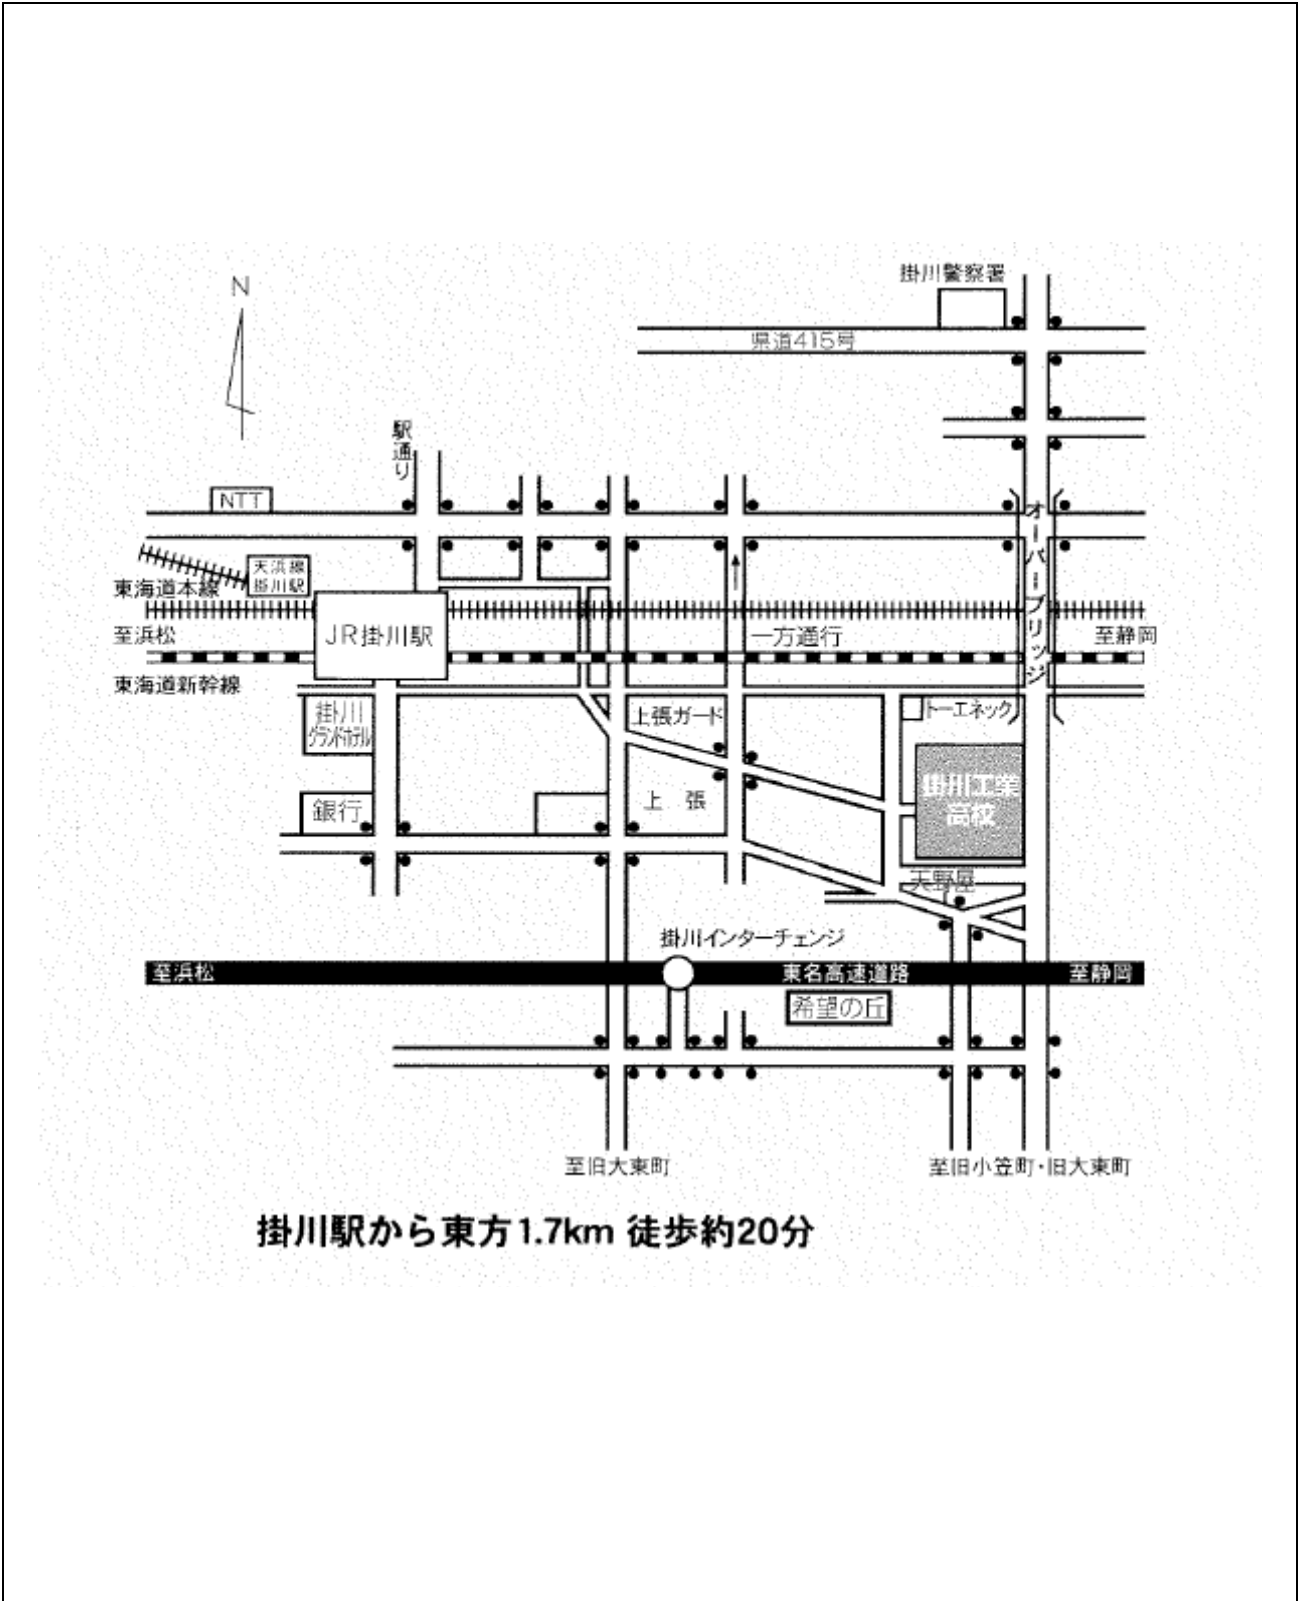 N
掛川警察署
県道415号
駅通り
NTT
オーバーブリッジ
天浜線
掛川駅
東海道本線
至浜松
JR掛川駅
一方通行
至静岡
東海道新幹線
掛川
グランドホテル
上張ガード
トーエネック
掛川工業
高校
銀行
上 張
天野屋
掛川インターチェンジ
至浜松
東名高速道路
至静岡
希望の丘
至旧大東町
至旧小笠町・旧大東町
掛川駅から東方1.7km 徒歩約20分